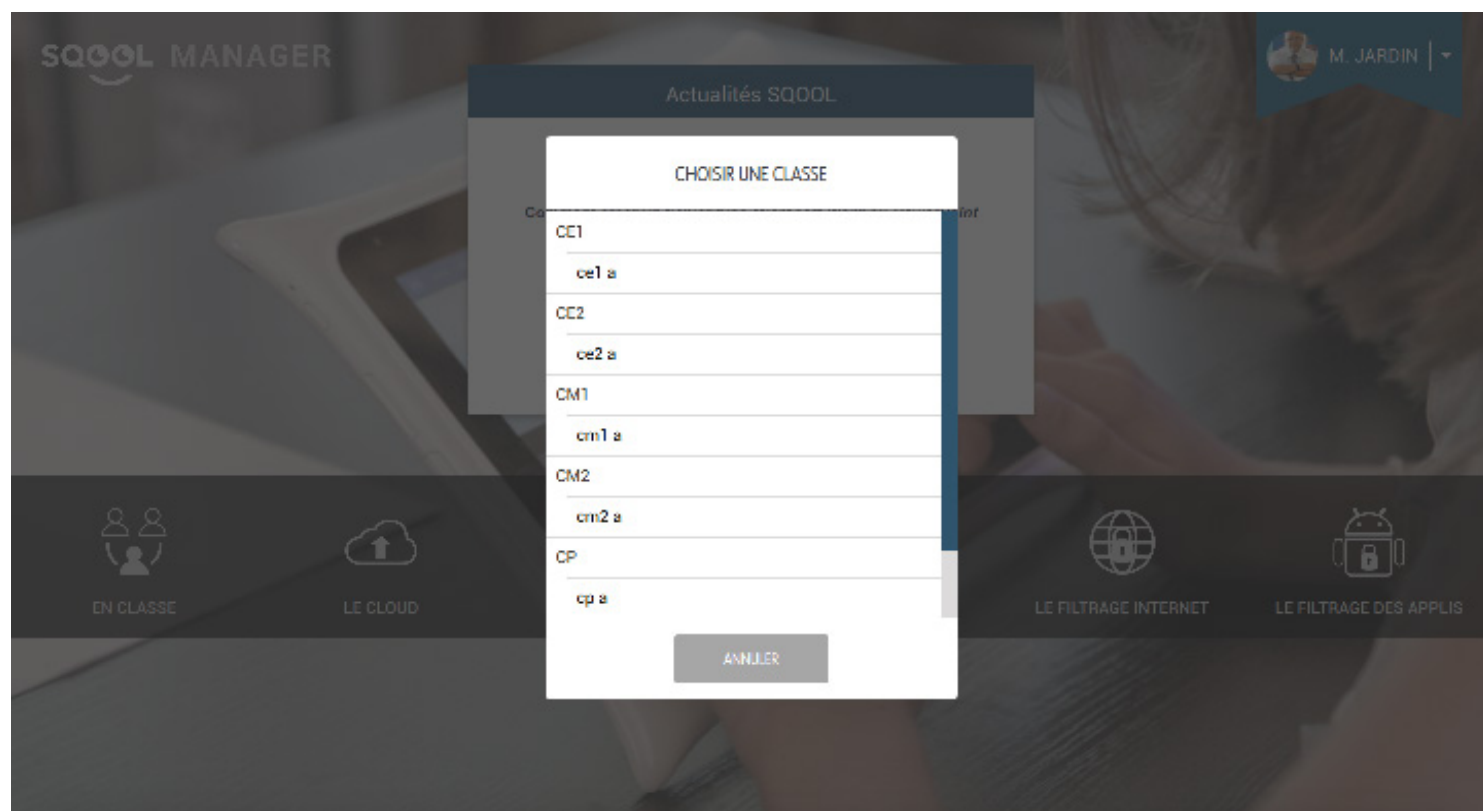 SQOOL MANAGER
M. JARDIN
Actualités SQOOL
CHOISIR UNE CLASSE
CE1
ce1 a
CE2
ce2 a
CM1
cm1 a
CM2
cm2 a
CP
cp a
ANNULER
EN CLASSE
LE CLOUD
LE FILTRAGE INTERNET
LE FILTRAGE DES APPLIS